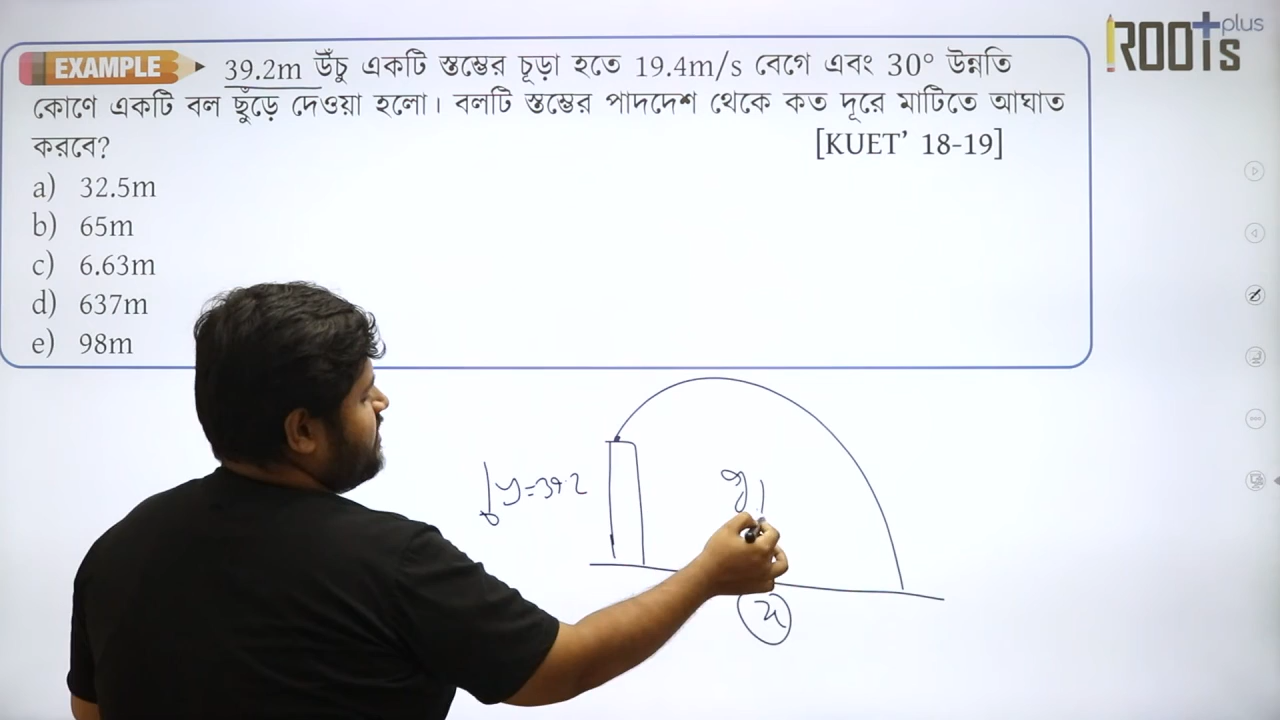 ROOTs plus
EXAMPLE 39.2m উঁচু একটি স্তম্ভের চূড়া হতে 19.4m/s বেগে এবং 30° উন্নতি
কোণে একটি বল ছুঁড়ে দেওয়া হলো। বলটি স্তম্ভের পাদদেশ থেকে কত দূরে মাটিতে আঘাত
করবে?
[KUET’ 18-19]
a) 32.5m
b) 65m
c) 6.63m
d) 637m
e) 98m
y=39.2
g
x